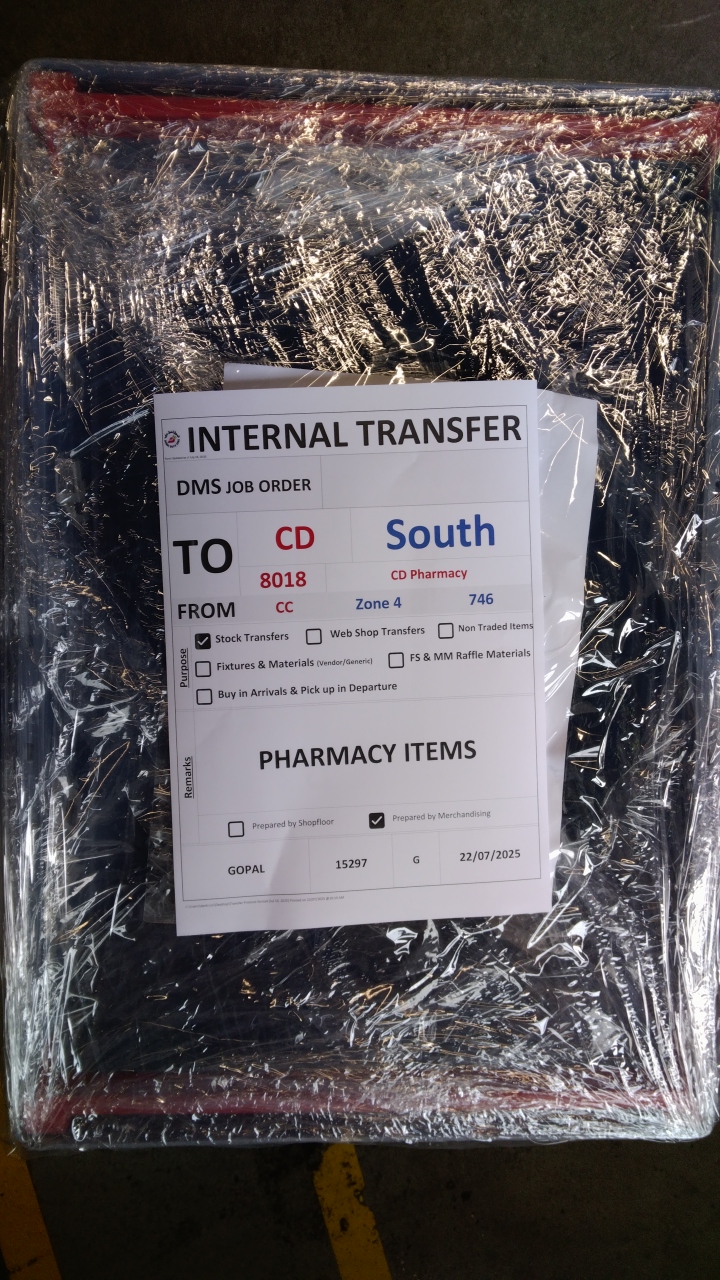 INTERNAL TRANSFER
DMS JOB ORDER
TO CD South
8018 CD Pharmacy
FROM CC Zone 4 746
Purpose
Stock Transfers Web Shop Transfers Non Traded Items
Fixtures & Materials (Vendor/Generic) FS & MM Raffle Materials
Buy in Arrivals & Pick up in Departure
Remarks
PHARMACY ITEMS
Prepared by Shopfloor Prepared by Merchandising
GOPAL 15297 G 22/07/2025